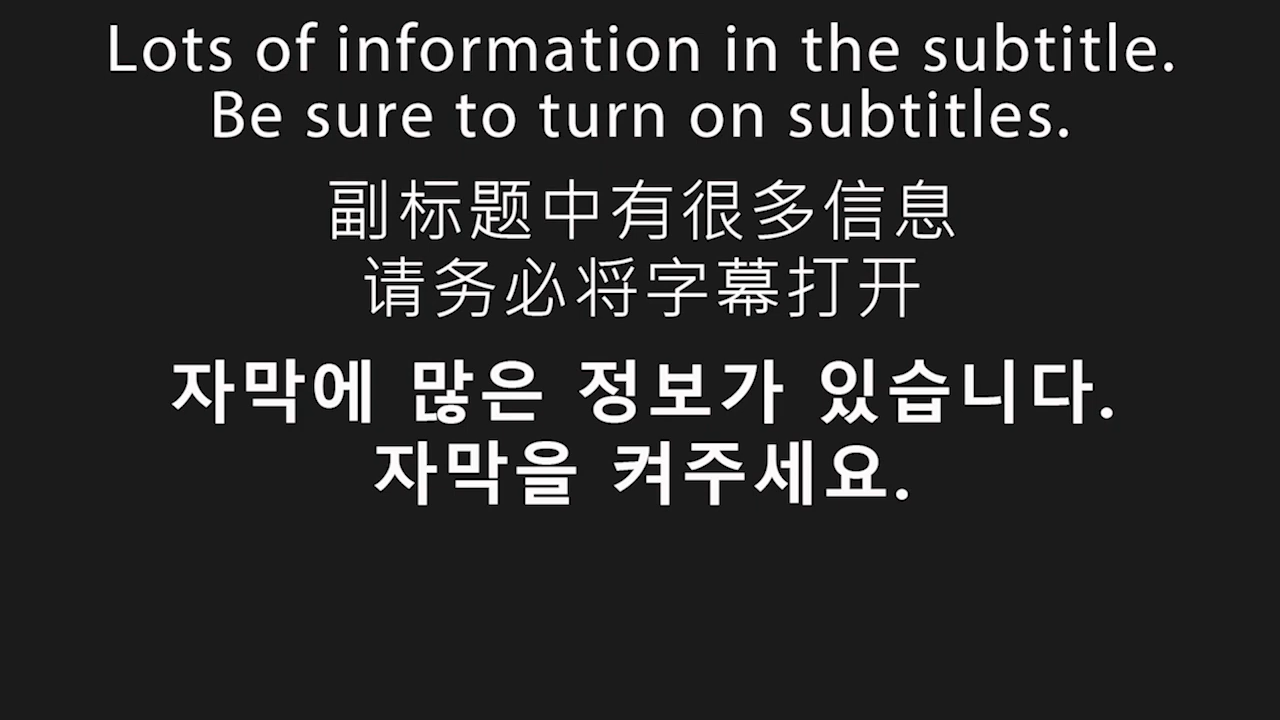 Lots of information in the subtitle.
Be sure to turn on subtitles.
副标题中有很多信息
请务必将字幕打开
자막에 많은 정보가 있습니다.
자막을 켜주세요.